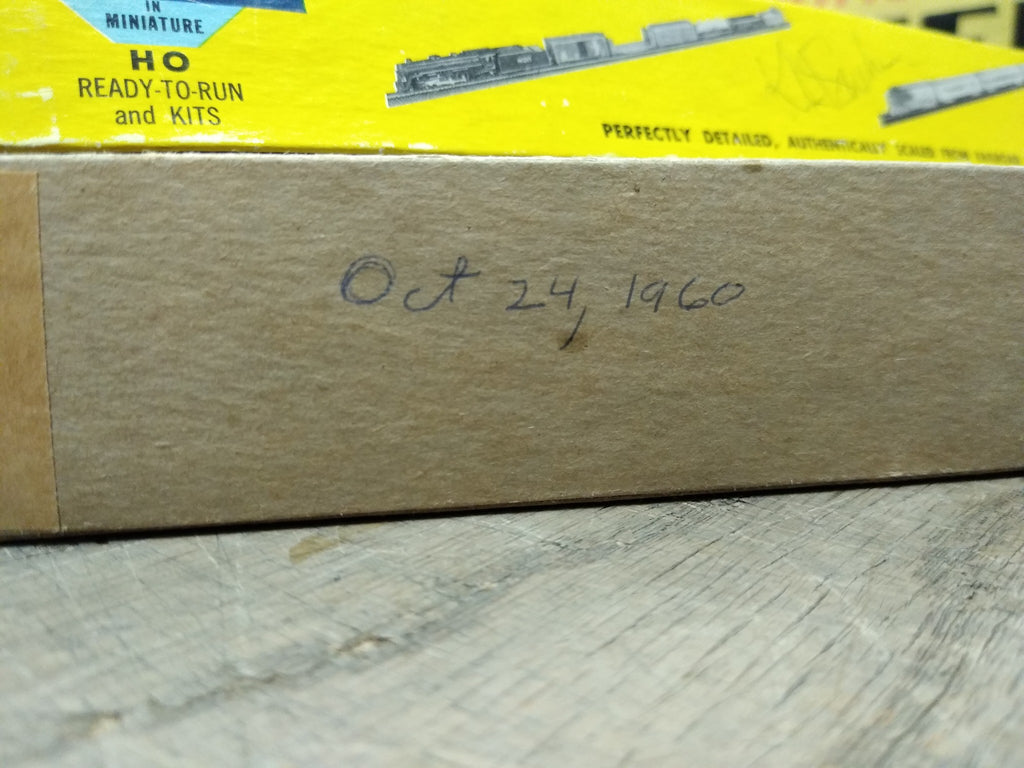 IN
MINIATURE
HO
READY-TO-RUN
and KITS
PERFECTLY DETAILED, AUTHENTICALLY SCALED FROM
Oct 24, 1960